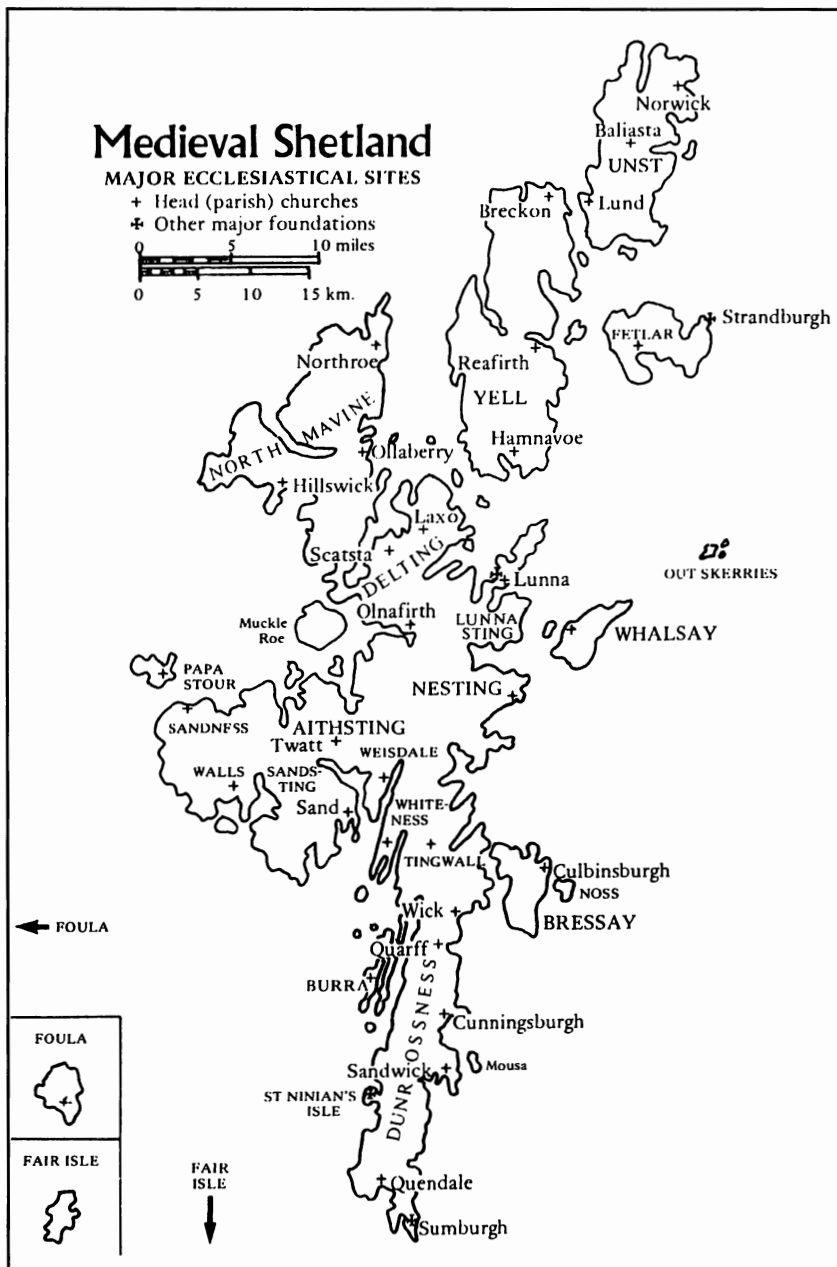 Medieval Shetland
MAJOR ECCLESIASTICAL SITES
+ Head (parish) churches
✠ Other major foundations
0 5 10 miles
0 5 10 15 km.
Norwick
Baliasta
UNST
Breckon
Lund
Strandburgh
FETLAR
Northroe
Reafirth
YELL
NORTH MAVINE
Hamnavoe
Ollaberry
Hillswick
Laxo
Scatsta
DELTING
OUT SKERRIES
Lunna
Olnafirth
LUNNA
STING
Muckle
Roe
WHALSAY
PAPA
STOUR
NESTING
SANDNESS
AITHSTING
Twatt
WEISDALE
WALLS
SANDS-
TING
WHITE-
NESS
Sand
TINGWALL
Culbinsburgh
NOSS
Wick
BRESSAY
FOULA
Quarff
BURRA
DUNROSSNESS
Cunningsburgh
FOULA
Sandwick
Mousa
ST NINIAN'S
ISLE
FAIR ISLE
FAIR
ISLE
Quendale
Sumburgh